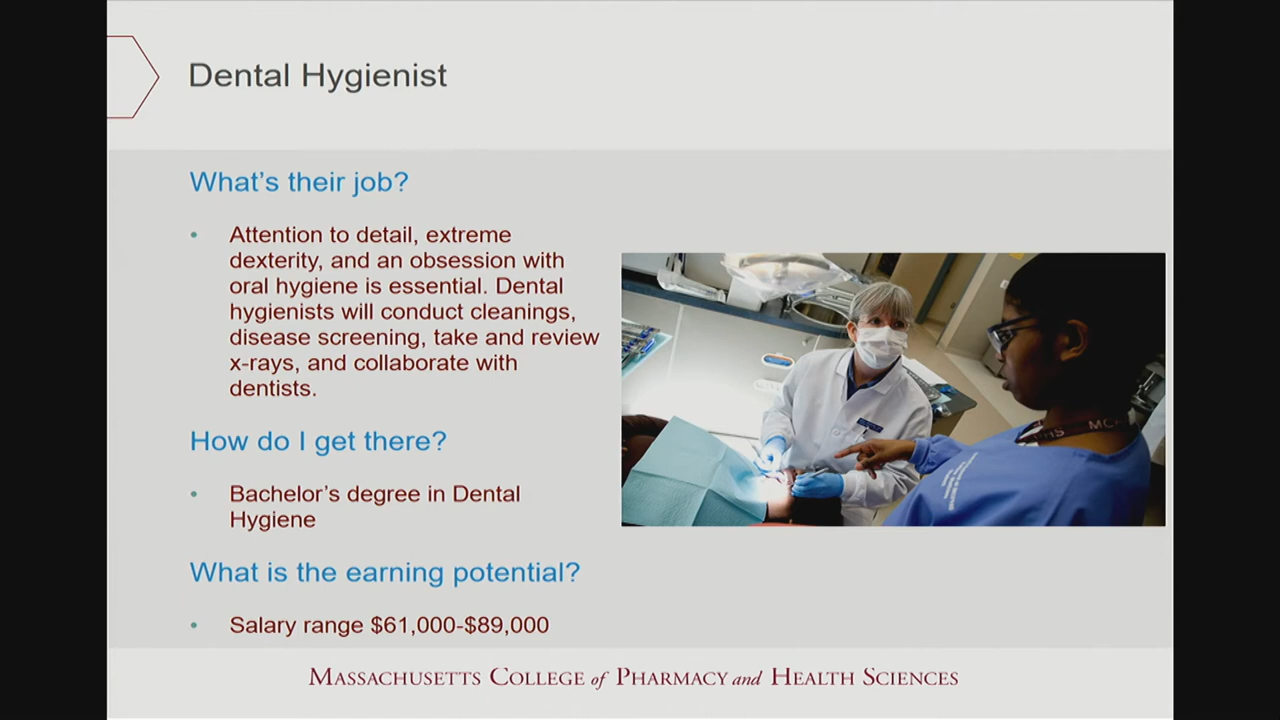 Dental Hygienist
What's their job?
• Attention to detail, extreme
dexterity, and an obsession with
oral hygiene is essential. Dental
hygienists will conduct cleanings,
disease screening, take and review
x-rays, and collaborate with
dentists.
How do I get there?
• Bachelor's degree in Dental
Hygiene
What is the earning potential?
• Salary range $61,000-$89,000
MASSACHUSETTS COLLEGE of PHARMACY and HEALTH SCIENCES